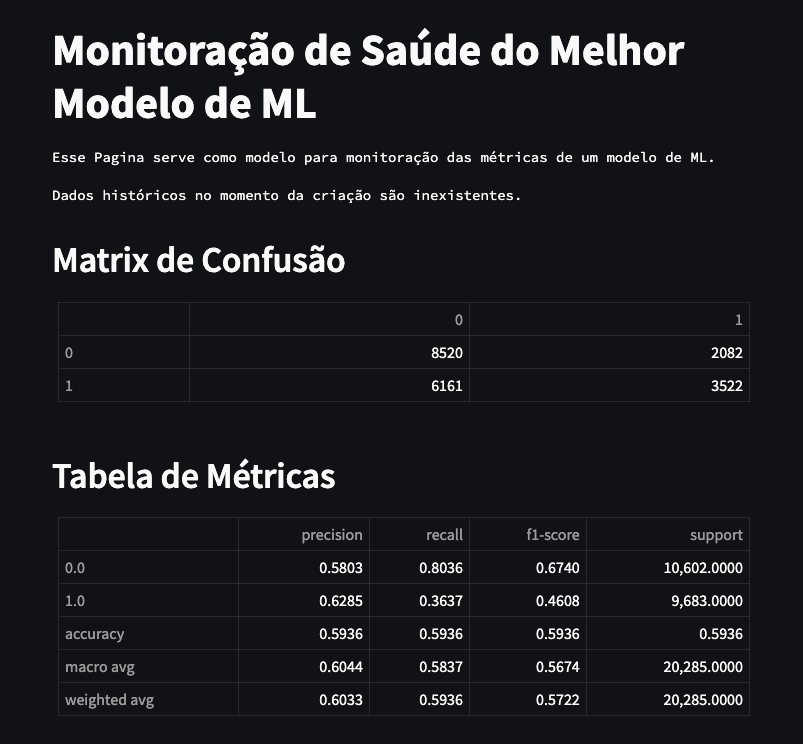 Monitoração de Saúde do Melhor
Modelo de ML
Esse Pagina serve como modelo para monitoração das métricas de um modelo de ML.
Dados históricos no momento da criação são inexistentes.
Matrix de Confusão
0 1
0 8520 2082
1 6161 3522
Tabela de Métricas
precision recall f1-score support
0.0 0.5803 0.8036 0.6740 10,602.0000
1.0 0.6285 0.3637 0.4608 9,683.0000
accuracy 0.5936 0.5936 0.5936 0.5936
macro avg 0.6044 0.5837 0.5674 20,285.0000
weighted avg 0.6033 0.5936 0.5722 20,285.0000